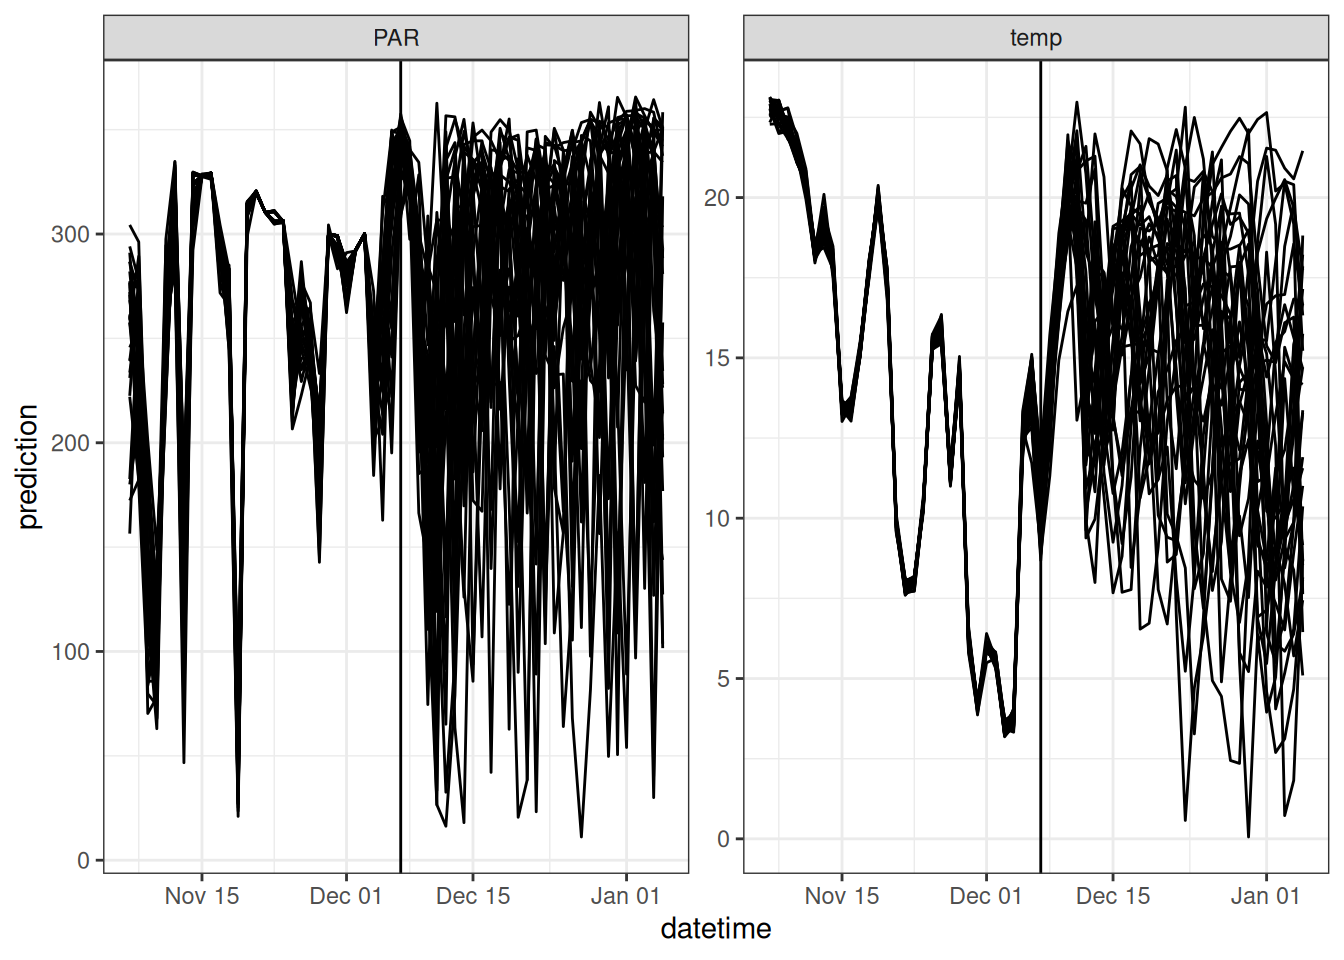 PAR
temp
prediction
300
200
100
0
20
15
10
5
0
Nov 15
Dec 01
Dec 15
Jan 01
Nov 15
Dec 01
Dec 15
Jan 01
datetime